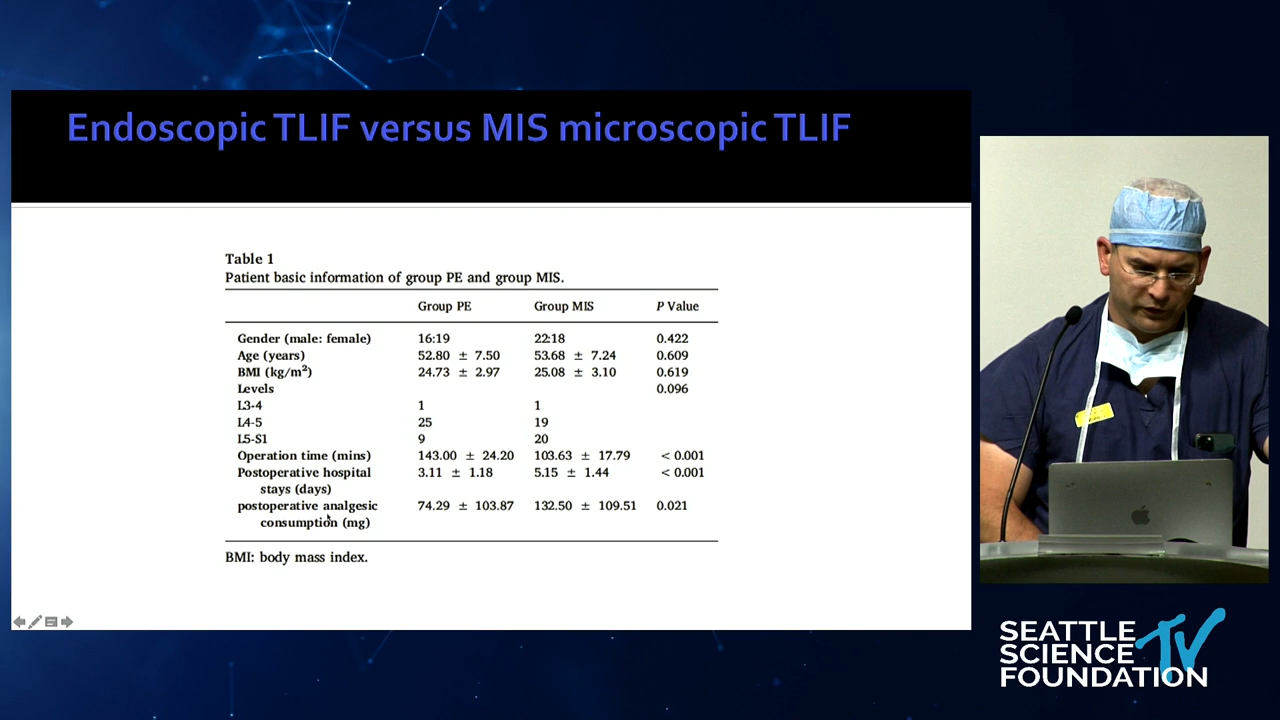 Endoscopic TLIF versus MIS microscopic TLIF
Table 1
Patient basic information of group PE and group MIS.
Group PE Group MIS P Value
Gender (male: female) 16:19 22:18 0.422
Age (years) 52.80 ± 7.50 53.68 ± 7.24 0.609
BMI (kg/m²) 24.73 ± 2.97 25.08 ± 3.10 0.619
Levels 0.096
L3-4 1 1
L4-5 25 19
L5-S1 9 20
Operation time (mins) 143.00 ± 24.20 103.63 ± 17.79 < 0.001
Postoperative hospital 3.11 ± 1.18 5.15 ± 1.44 < 0.001
stays (days)
postoperative analgesic 74.29 ± 103.87 132.50 ± 109.51 0.021
consumption (mg)
BMI: body mass index.
SEATTLE
SCIENCE TV
FOUNDATION